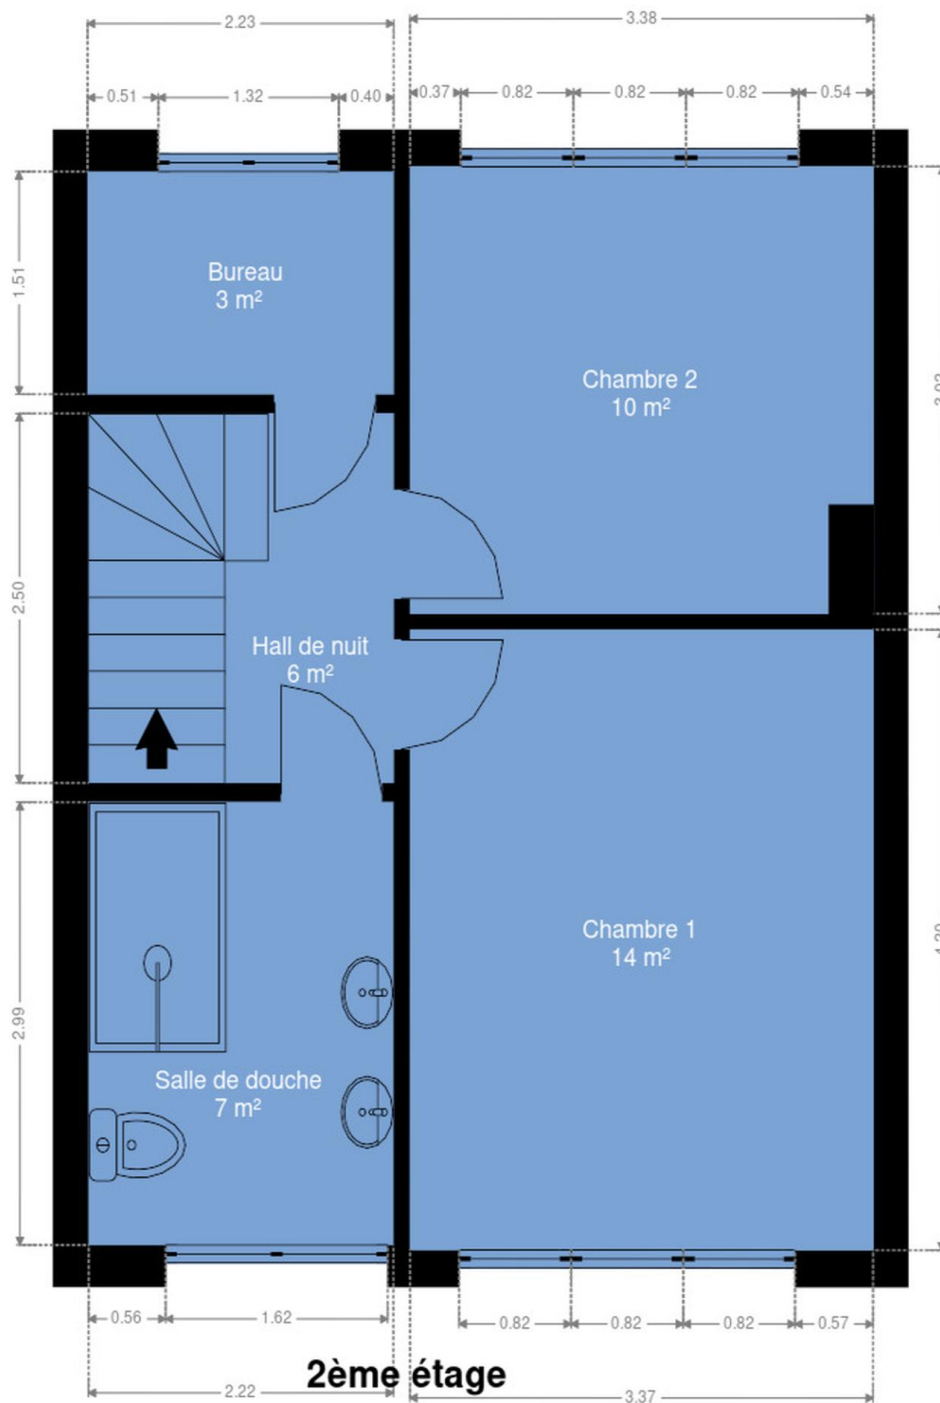 2.23
3.38
0.51
1.32
0.40
0.37
0.82
0.82
0.82
0.54
1.51
Bureau
3 m²
Chambre 2
10 m²
2.50
Hall de nuit
6 m²
Chambre 1
14 m²
2.99
Salle de douche
7 m²
0.56
1.62
0.82
0.82
0.82
0.57
2ème étage
2.22
3.37